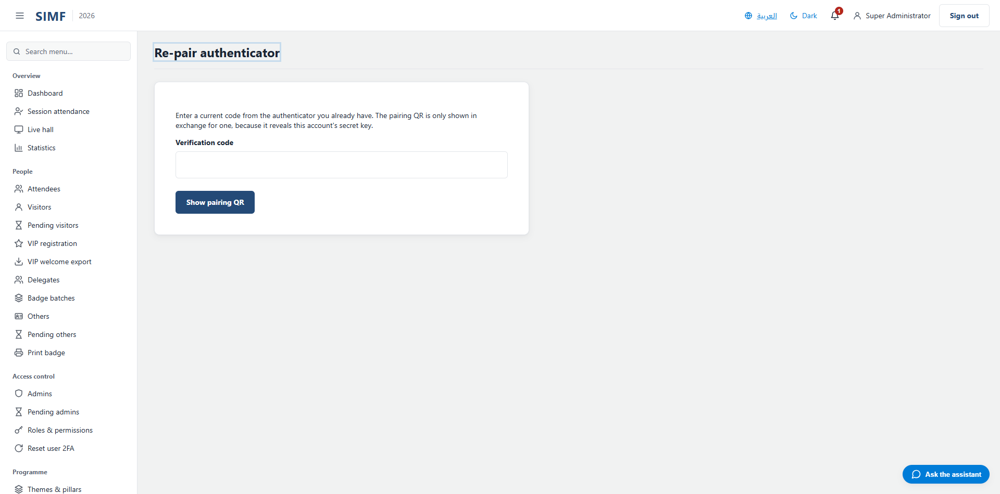 SIMF 2026
العربية
Dark
1
Super Administrator
Sign out
Search menu...
Overview
Dashboard
Session attendance
Live hall
Statistics
People
Attendees
Visitors
Pending visitors
VIP registration
VIP welcome export
Delegates
Badge batches
Others
Pending others
Print badge
Access control
Admins
Pending admins
Roles & permissions
Reset user 2FA
Programme
Themes & pillars
Re-pair authenticator
Enter a current code from the authenticator you already have. The pairing QR is only shown in
exchange for one, because it reveals this account's secret key.
Verification code
Show pairing QR
Ask the assistant